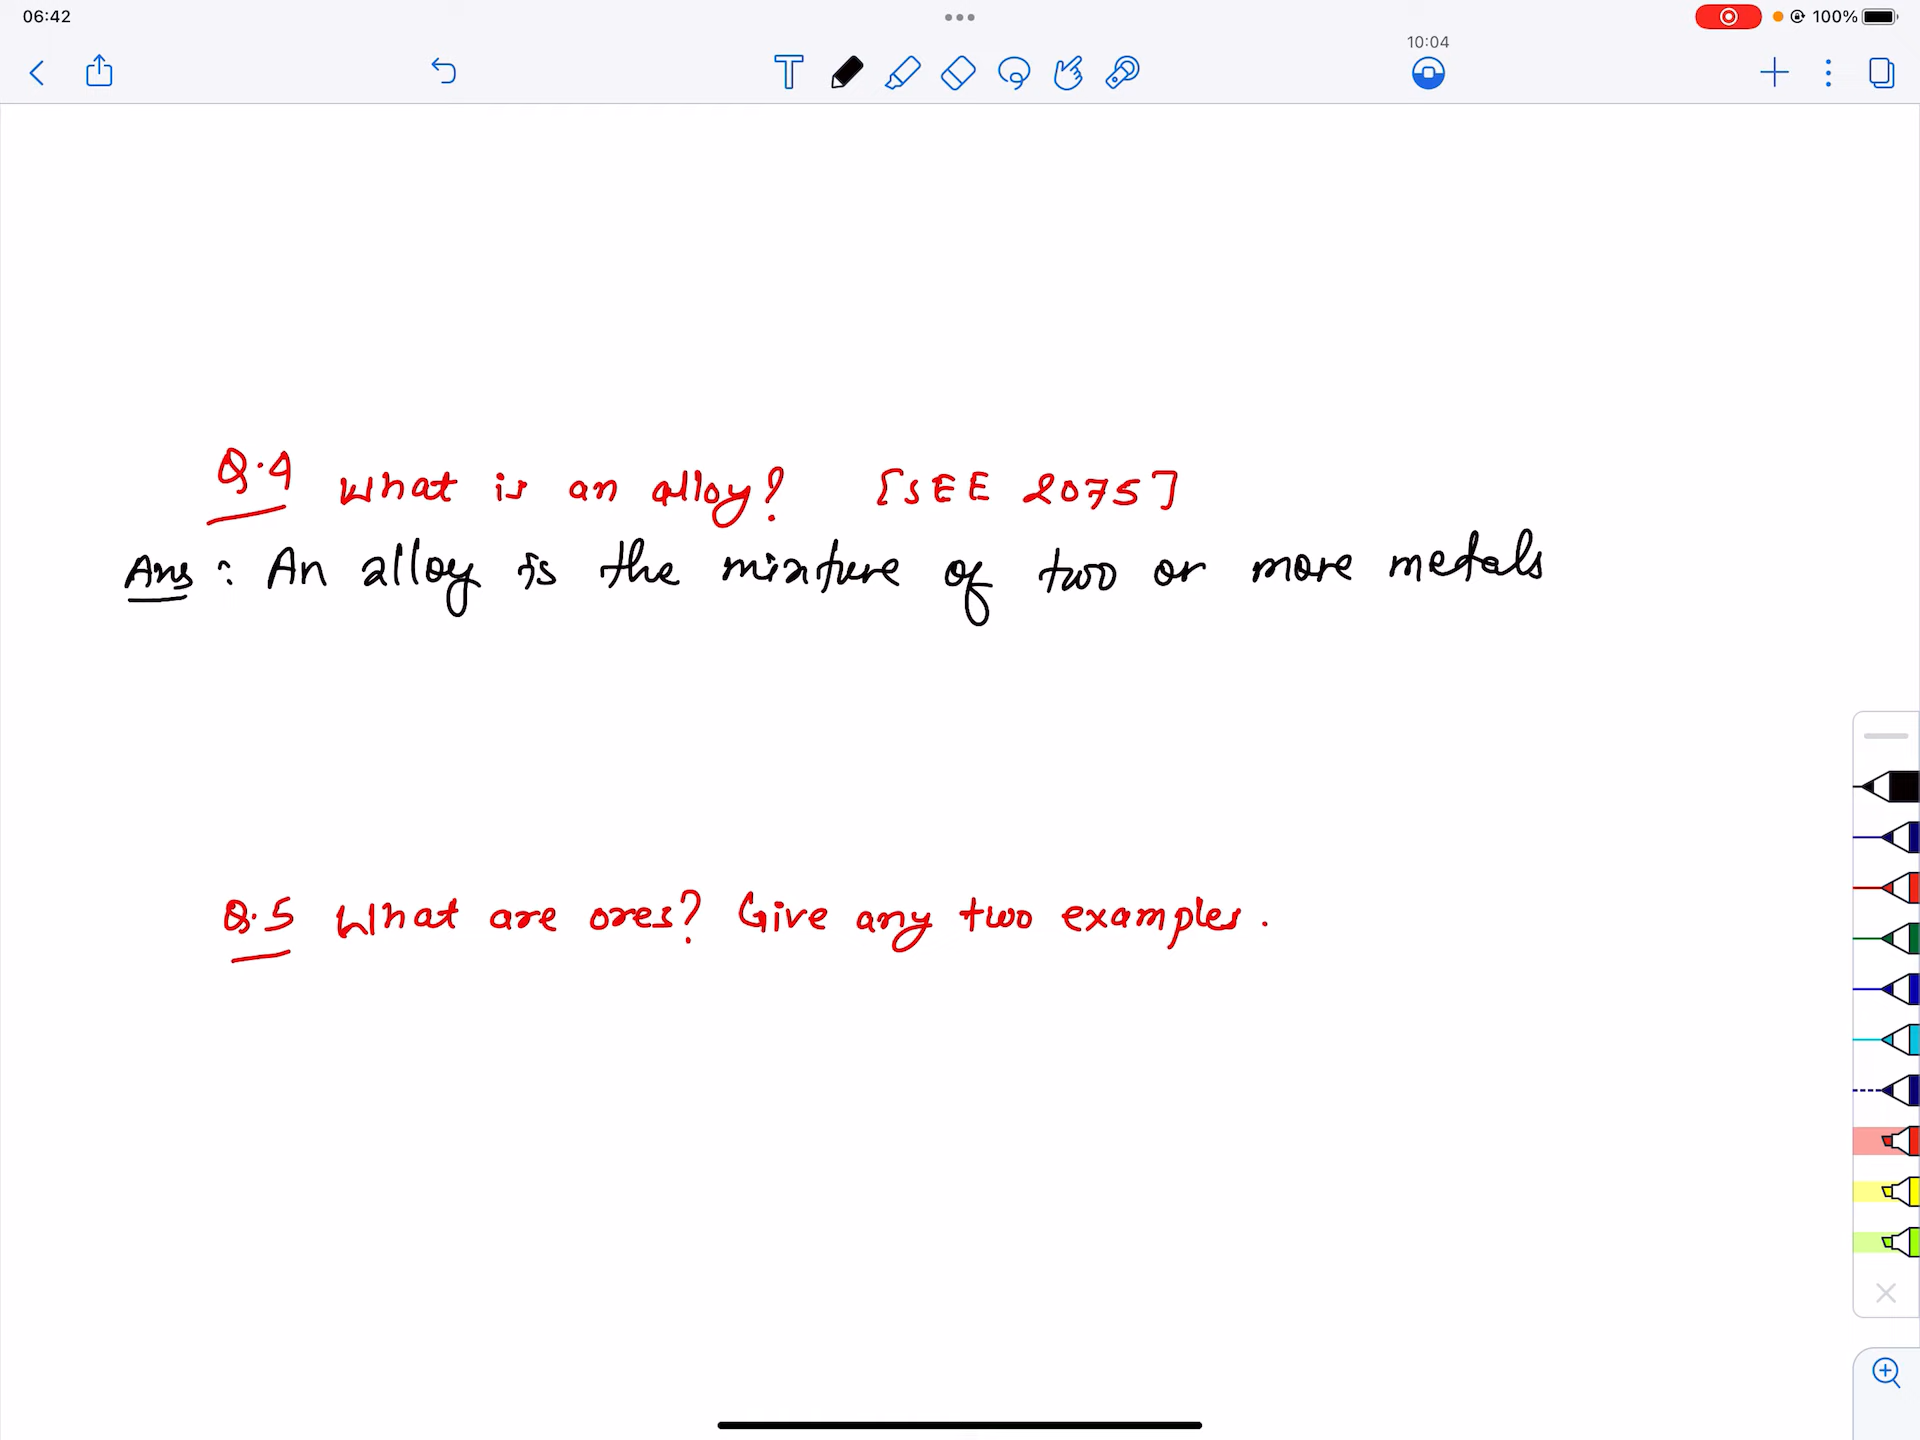 06:42
100%
10:04
Q.4 What is an alloy? [SEE 2075]
Ans : An alloy is the mixture of two or more metals
Q.5 What are ores? Give any two examples.